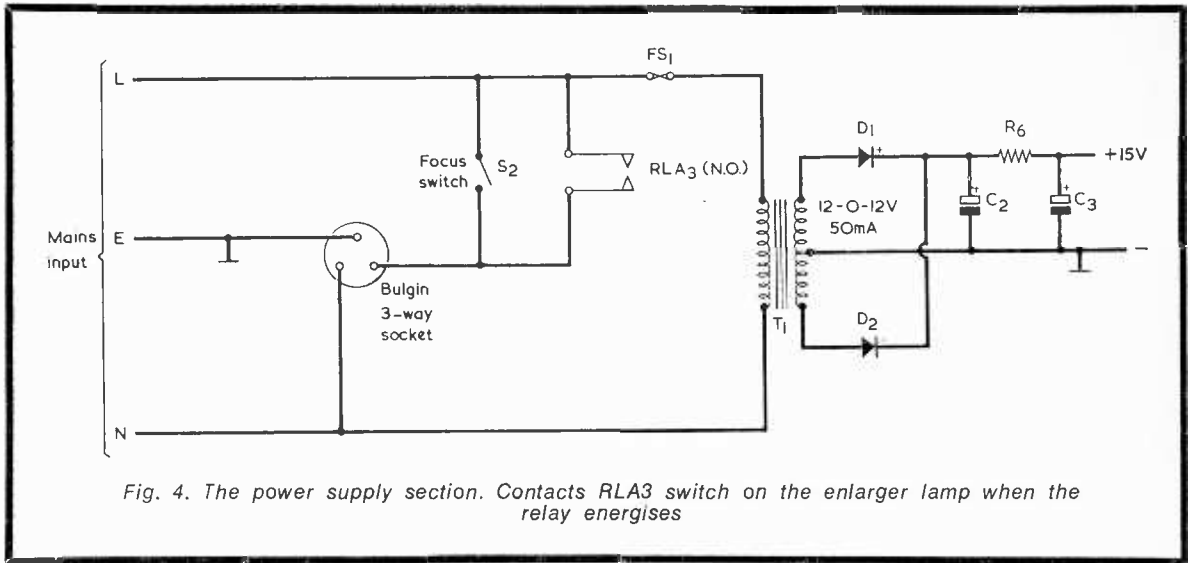 FS1
L
D1
R6
+
+15V
Focus
switch
S2
RLA3 (N.O.)
+
+
12-0-12V
50mA
C2
C3
Mains
input
E
−
Bulgin
3-way
socket
T1
D2
N
Fig. 4. The power supply section. Contacts RLA3 switch on the enlarger lamp when the
relay energises